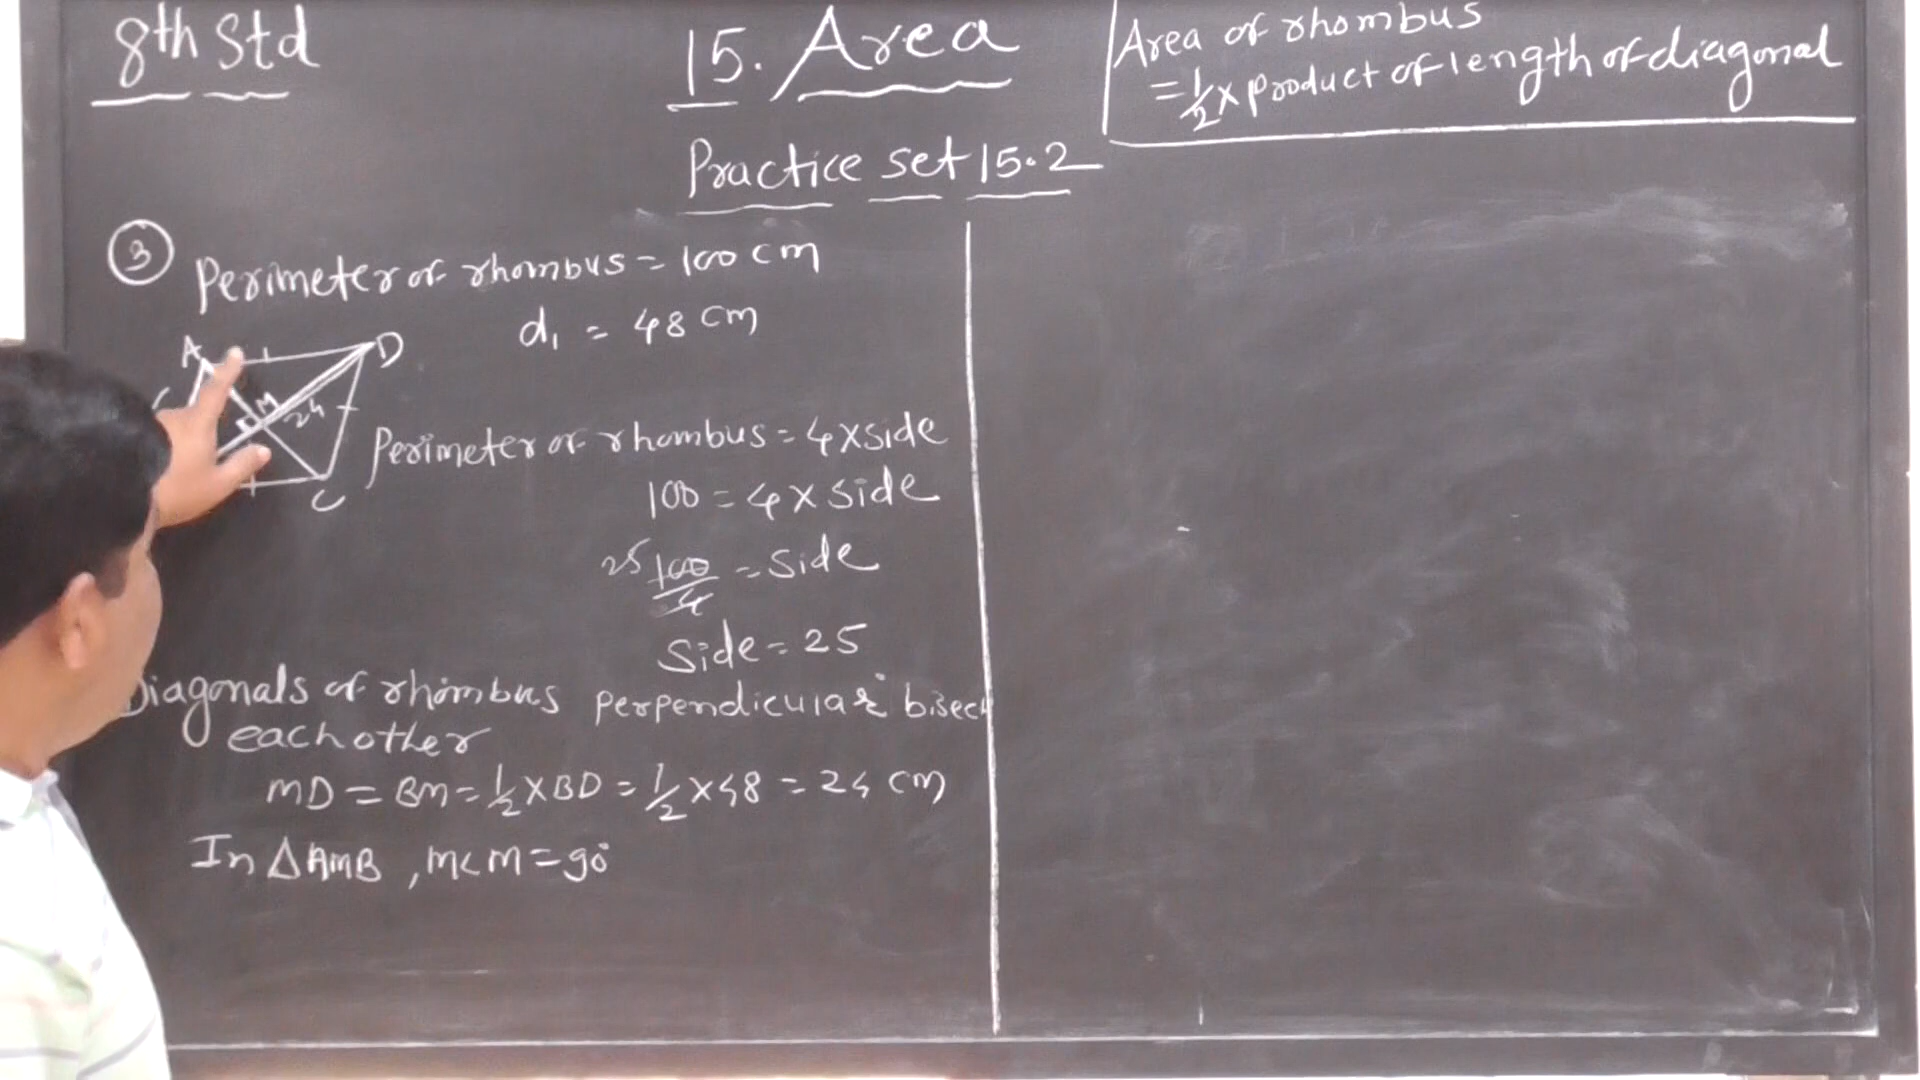 8th Std
15. Area
Area of rhombus
= 1/2 × product of length of diagonal
Practice set 15.2
3 Perimeter of rhombus = 100 cm
d₁ = 48 cm
A D
M 24
C
Perimeter of rhombus = 4 × side
100 = 4 × side
25 100/4 = side
Side = 25
Diagonals of rhombus perpendicular bisect
each other
MD = BM = 1/2 × BD = 1/2 × 48 = 24 cm
In △AMB, m<M = 90°